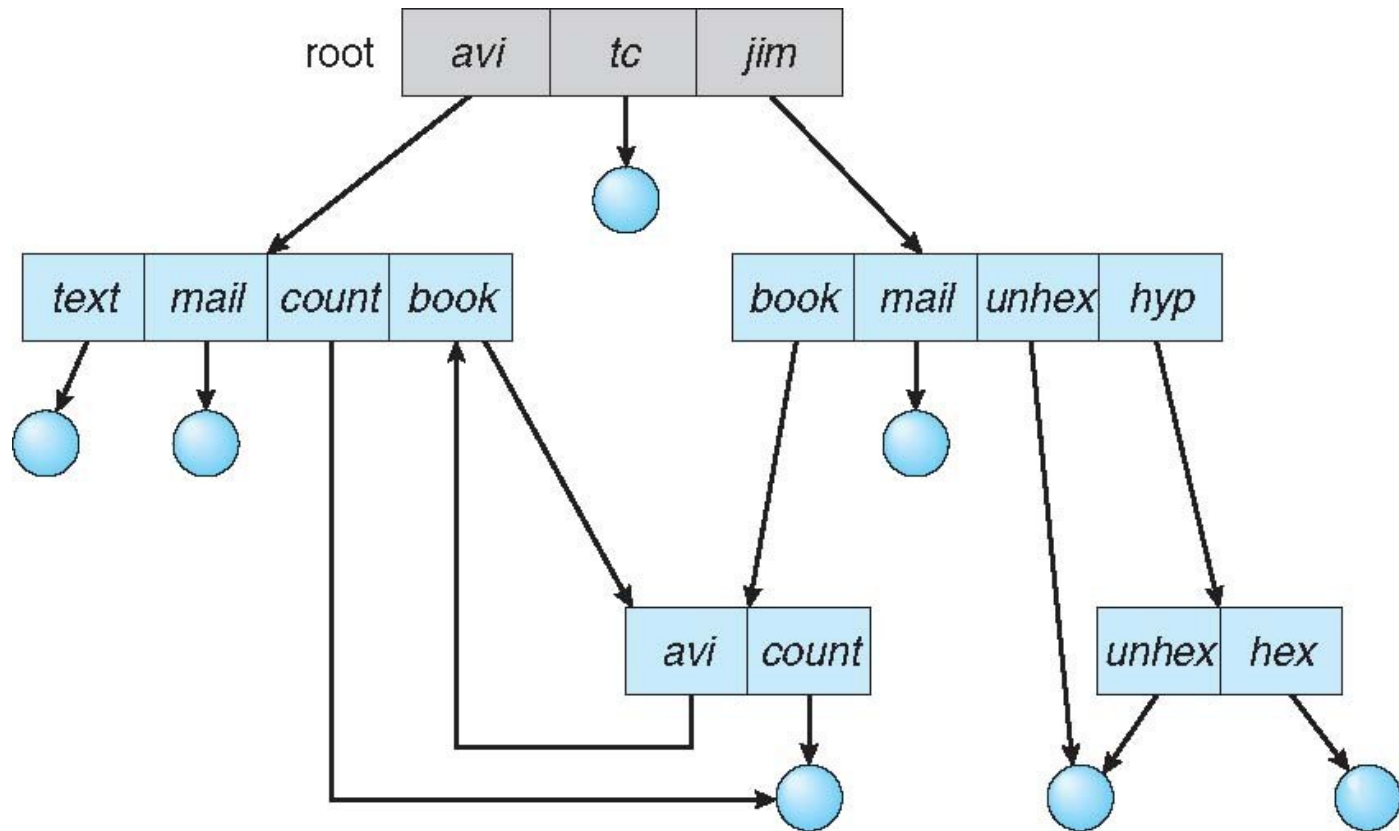 root avi tc jim
text mail count book
book mail unhex hyp
avi count
unhex hex